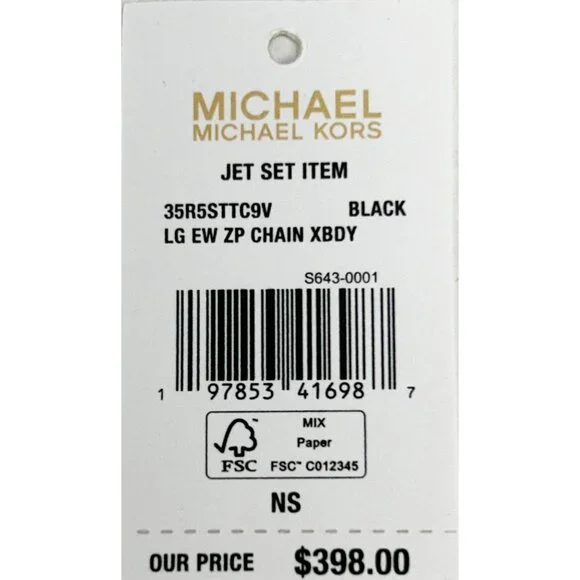 MICHAEL
MICHAEL KORS
JET SET ITEM
35R5STTC9V BLACK
LG EW ZP CHAIN XBDY
S643-0001
1 97853 41698 7
MIX
Paper
FSC FSC™ C012345
NS
OUR PRICE $398.00